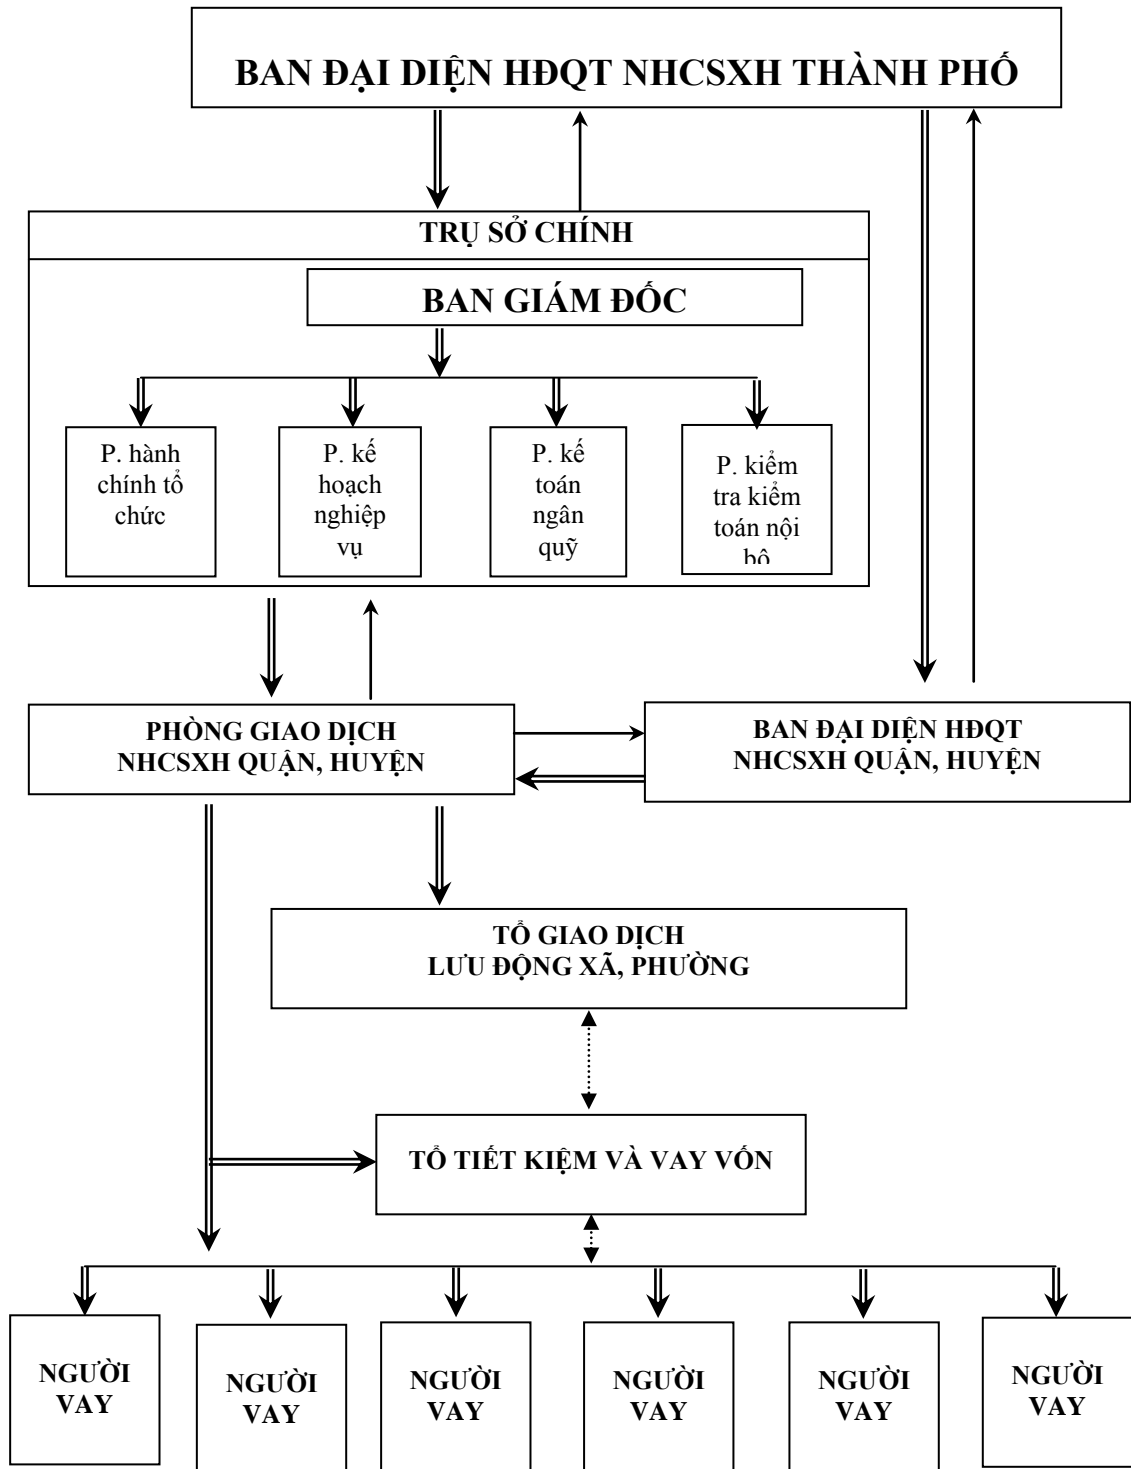 BAN ĐẠI DIỆN HĐQT NHCSXH THÀNH PHỐ
TRỤ SỞ CHÍNH
BAN GIÁM ĐỐC
P. hành
chính tổ
chức
P. kế
hoạch
nghiệp
vụ
P. kế
toán
ngân
quỹ
P. kiểm
tra kiểm
toán nội
bộ
PHÒNG GIAO DỊCH
NHCSXH QUẬN, HUYỆN
BAN ĐẠI DIỆN HĐQT
NHCSXH QUẬN, HUYỆN
TỔ GIAO DỊCH
LƯU ĐỘNG XÃ, PHƯỜNG
TỔ TIẾT KIỆM VÀ VAY VỐN
NGƯỜI
VAY
NGƯỜI
VAY
NGƯỜI
VAY
NGƯỜI
VAY
NGƯỜI
VAY
NGƯỜI
VAY